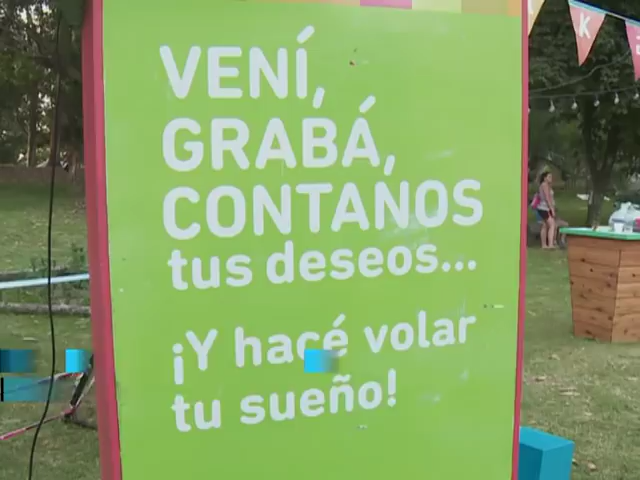 VENÍ,
GRABÁ,
CONTANOS
tus deseos...
¡Y hacé volar
tu sueño!
K